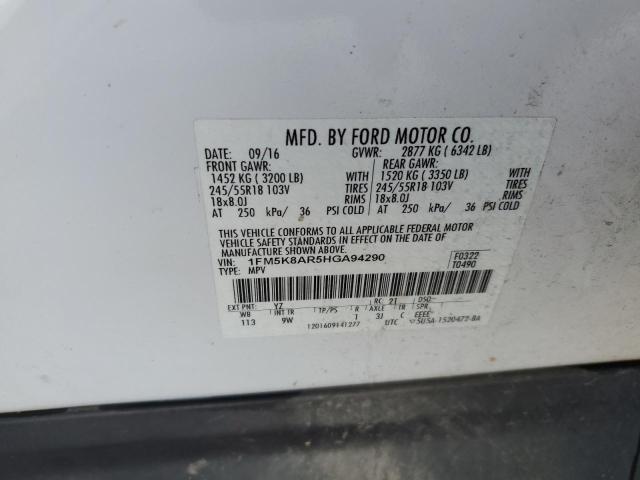 MFD. BY FORD MOTOR CO.
DATE: 09/16 GVWR: 2877 KG ( 6342 LB)
FRONT GAWR: REAR GAWR:
1452 KG ( 3200 LB) WITH 1520 KG ( 3350 LB) WITH
245/55R18 103V TIRES 245/55R18 103V TIRES
18x8.0J RIMS 18x8.0J RIMS
AT 250 kPa/ 36 PSI COLD AT 250 kPa/ 36 PSI COLD
THIS VEHICLE CONFORMS TO ALL APPLICABLE FEDERAL MOTOR
VEHICLE SAFETY STANDARDS IN EFFECT ON THE DATE OF
MANUFACTURE SHOWN ABOVE.
VIN: 1FM5K8AR5HGA94290 F0322
TYPE: MPV T0490
EXT PNT: YZ RC: 21 DSO:
WB INT TR TP/PS R AXLE TR SPR
113 9W 1 3J C EEEE
1201609141277 UTC 5U5A-1520472-BA